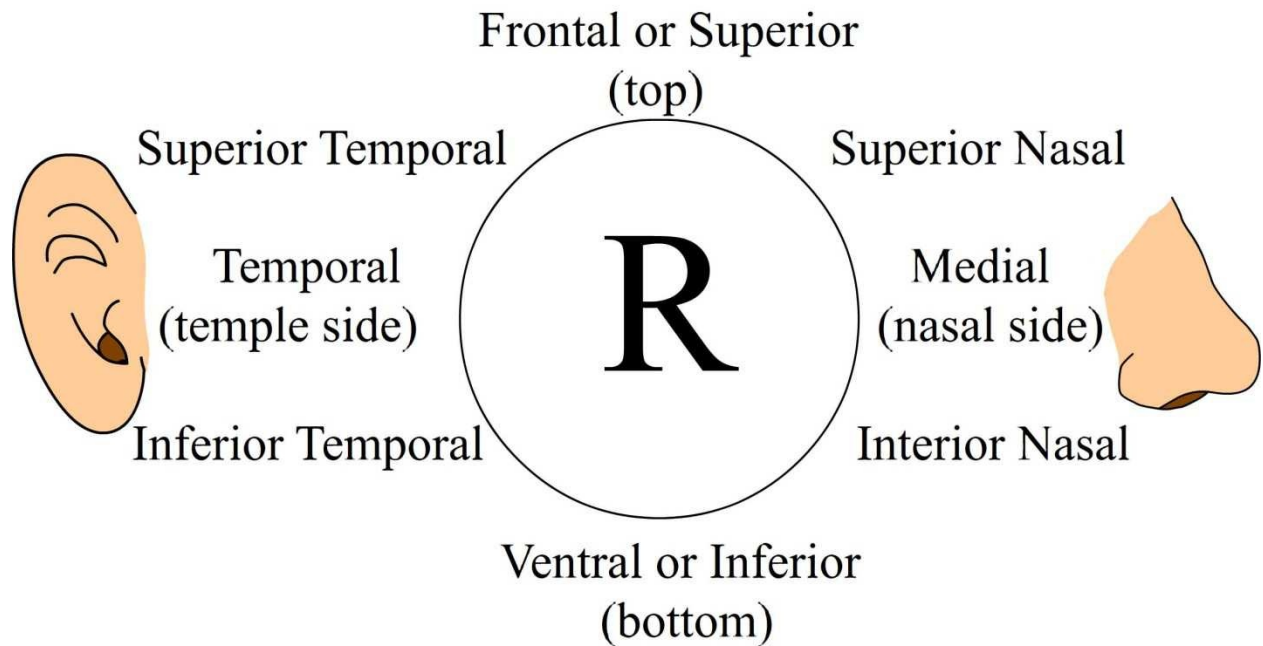 Frontal or Superior
(top)
Superior Temporal
Superior Nasal
Temporal
(temple side)
R
Medial
(nasal side)
Inferior Temporal
Interior Nasal
Ventral or Inferior
(bottom)